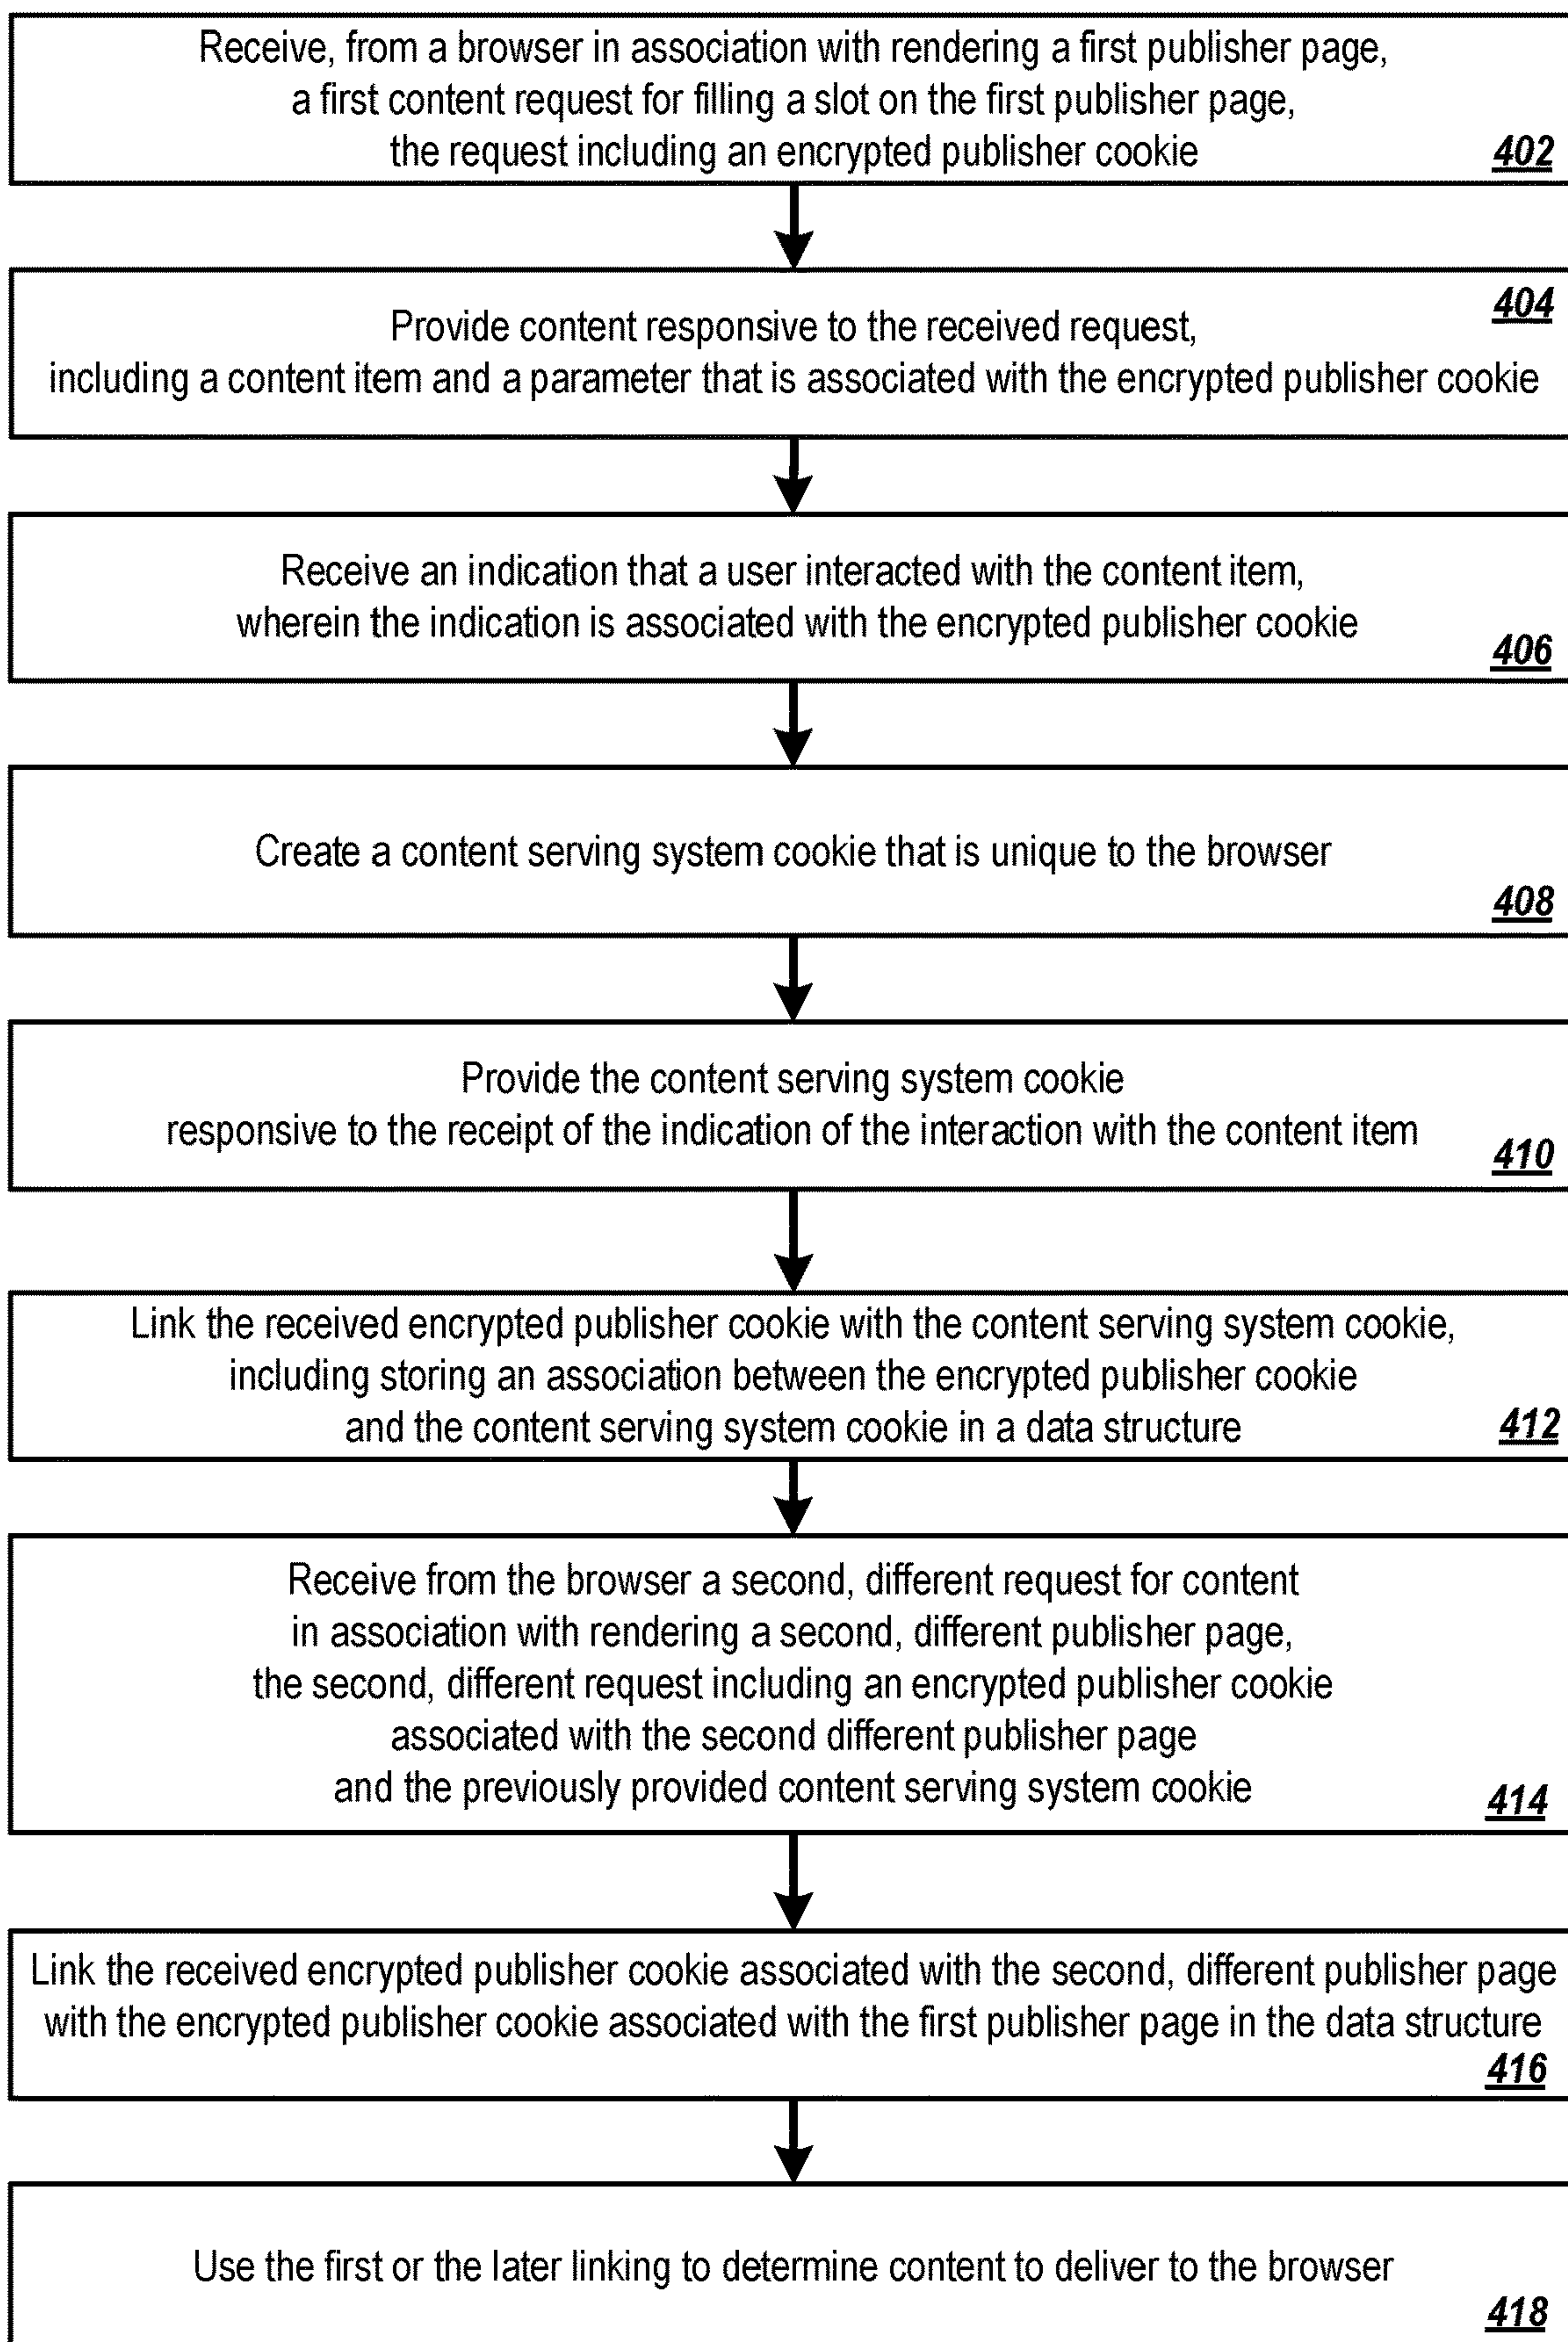 Receive, from a browser in association with rendering a first publisher page,
a first content request for filling a slot on the first publisher page,
the request including an encrypted publisher cookie
402
404
Provide content responsive to the received request,
including a content item and a parameter that is associated with the encrypted publisher cookie
Receive an indication that a user interacted with the content item,
wherein the indication is associated with the encrypted publisher cookie
406
Create a content serving system cookie that is unique to the browser
408
Provide the content serving system cookie
responsive to the receipt of the indication of the interaction with the content item
410
Link the received encrypted publisher cookie with the content serving system cookie,
including storing an association between the encrypted publisher cookie
and the content serving system cookie in a data structure
412
Receive from the browser a second, different request for content
in association with rendering a second, different publisher page,
the second, different request including an encrypted publisher cookie
associated with the second different publisher page
and the previously provided content serving system cookie
414
Link the received encrypted publisher cookie associated with the second, different publisher page
with the encrypted publisher cookie associated with the first publisher page in the data structure
416
Use the first or the later linking to determine content to deliver to the browser
418